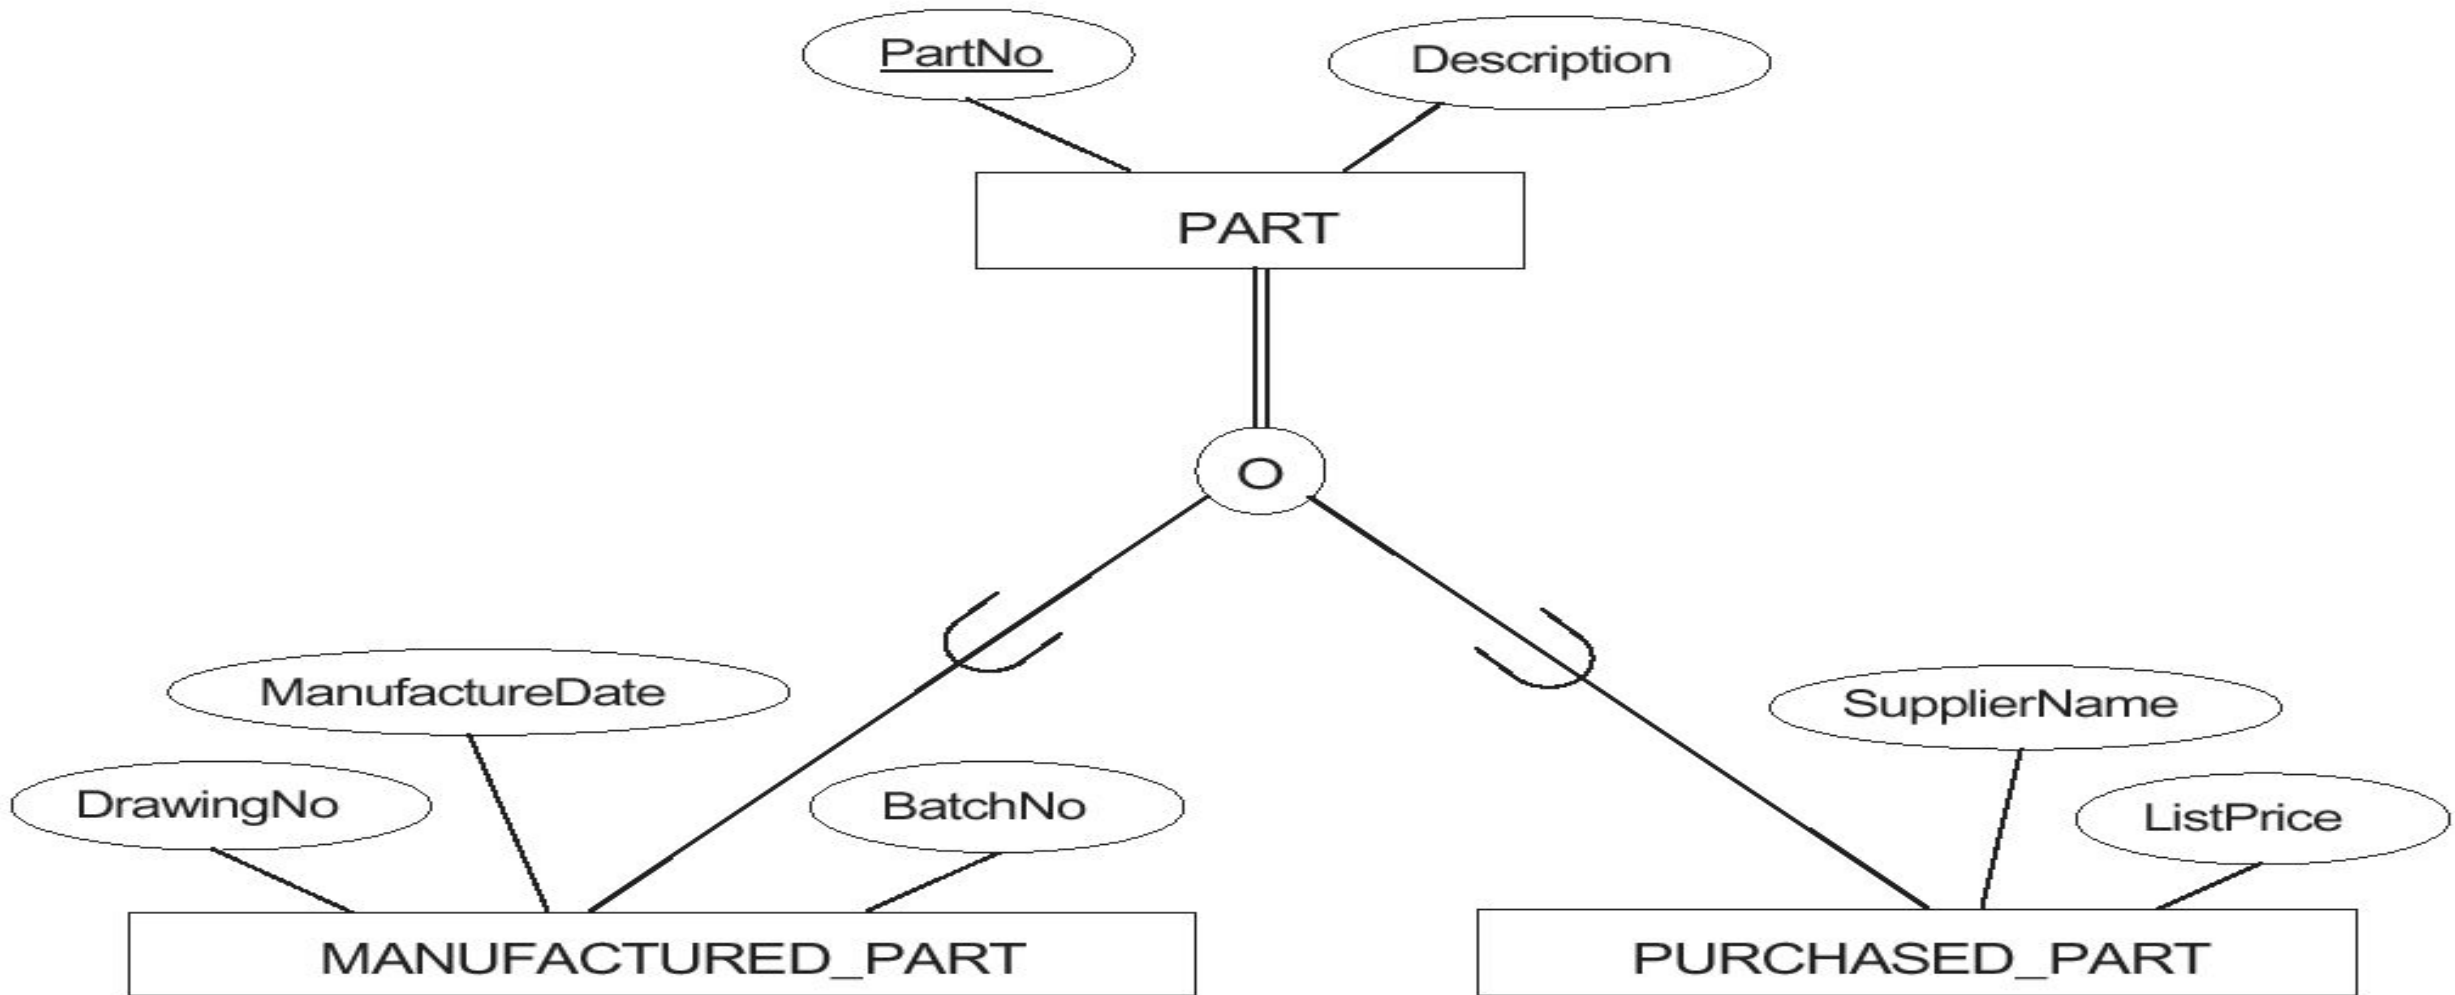 PartNo
Description
PART
O
ManufactureDate
SupplierName
DrawingNo
BatchNo
ListPrice
MANUFACTURED_PART
PURCHASED_PART